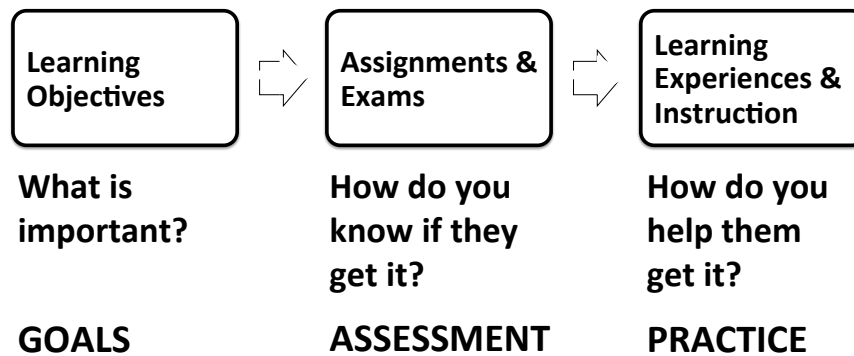 Learning
Objectives
Assignments &
Exams
Learning
Experiences &
Instruction
What is
important?
How do you
know if they
get it?
How do you
help them
get it?
GOALS
ASSESSMENT
PRACTICE